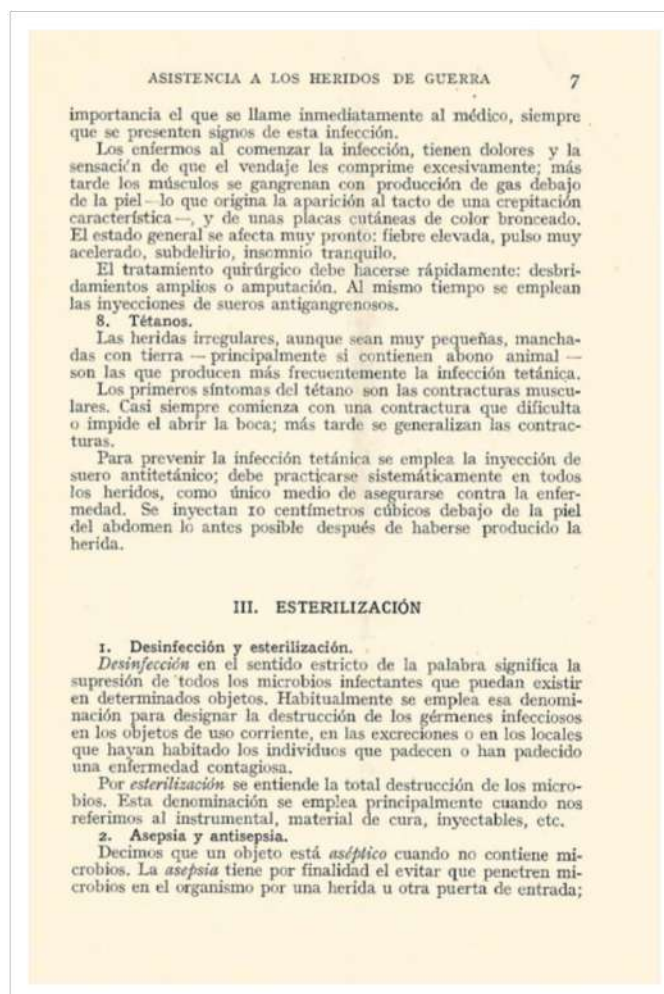 ASISTENCIA A LOS HERIDOS DE GUERRA 7
importancia el que se llame inmediatamente al médico, siempre
que se presenten signos de esta infección.
Los enfermos al comenzar la infección, tienen dolores y la
sensación de que el vendaje les comprime excesivamente; más
tarde los músculos se gangrenan con producción de gas debajo
de la piel—lo que origina la aparición al tacto de una crepitación
característica—, y de unas placas cutáneas de color bronceado.
El estado general se afecta muy pronto: fiebre elevada, pulso muy
acelerado, subdelirio, insomnio tranquilo.
El tratamiento quirúrgico debe hacerse rápidamente: desbri-
damientos amplios o amputación. Al mismo tiempo se emplean
las inyecciones de sueros antigangrenosos.
8. Tétanos.
Las heridas irregulares, aunque sean muy pequeñas, mancha-
das con tierra — principalmente si contienen abono animal —
son las que producen más frecuentemente la infección tetánica.
Los primeros síntomas del tétano son las contracturas muscu-
lares. Casi siempre comienza con una contractura que dificulta
o impide el abrir la boca; más tarde se generalizan las contrac-
turas.
Para prevenir la infección tetánica se emplea la inyección de
suero antitetánico; debe practicarse sistemáticamente en todos
los heridos, como único medio de asegurarse contra la enfer-
medad. Se inyectan 10 centímetros cúbicos debajo de la piel
del abdomen lo antes posible después de haberse producido la
herida.
III. ESTERILIZACIÓN
1. Desinfección y esterilización.
Desinfección en el sentido estricto de la palabra significa la
supresión de todos los microbios infectantes que puedan existir
en determinados objetos. Habitualmente se emplea esa denomi-
nación para designar la destrucción de los gérmenes infecciosos
en los objetos de uso corriente, en las excreciones o en los locales
que hayan habitado los individuos que padecen o han padecido
una enfermedad contagiosa.
Por esterilización se entiende la total destrucción de los micro-
bios. Esta denominación se emplea principalmente cuando nos
referimos al instrumental, material de cura, inyectables, etc.
2. Asepsia y antisepsia.
Decimos que un objeto está aséptico cuando no contiene mi-
crobios. La asepsia tiene por finalidad el evitar que penetren mi-
crobios en el organismo por una herida u otra puerta de entrada;